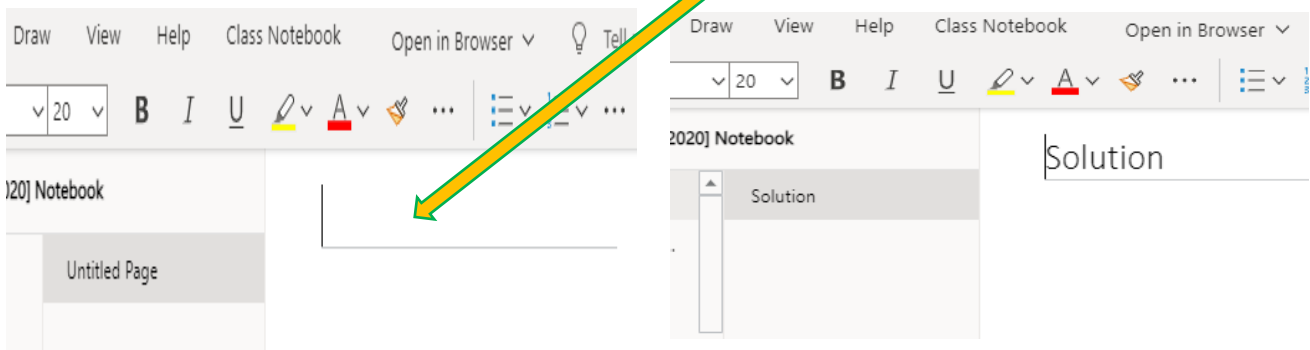 Draw View Help Class Notebook Open in Browser Tell
20 B I U A ...
020] Notebook
Untitled Page
Draw View Help Class Notebook Open in Browser
20 B I U A ...
2020] Notebook
Solution
Solution